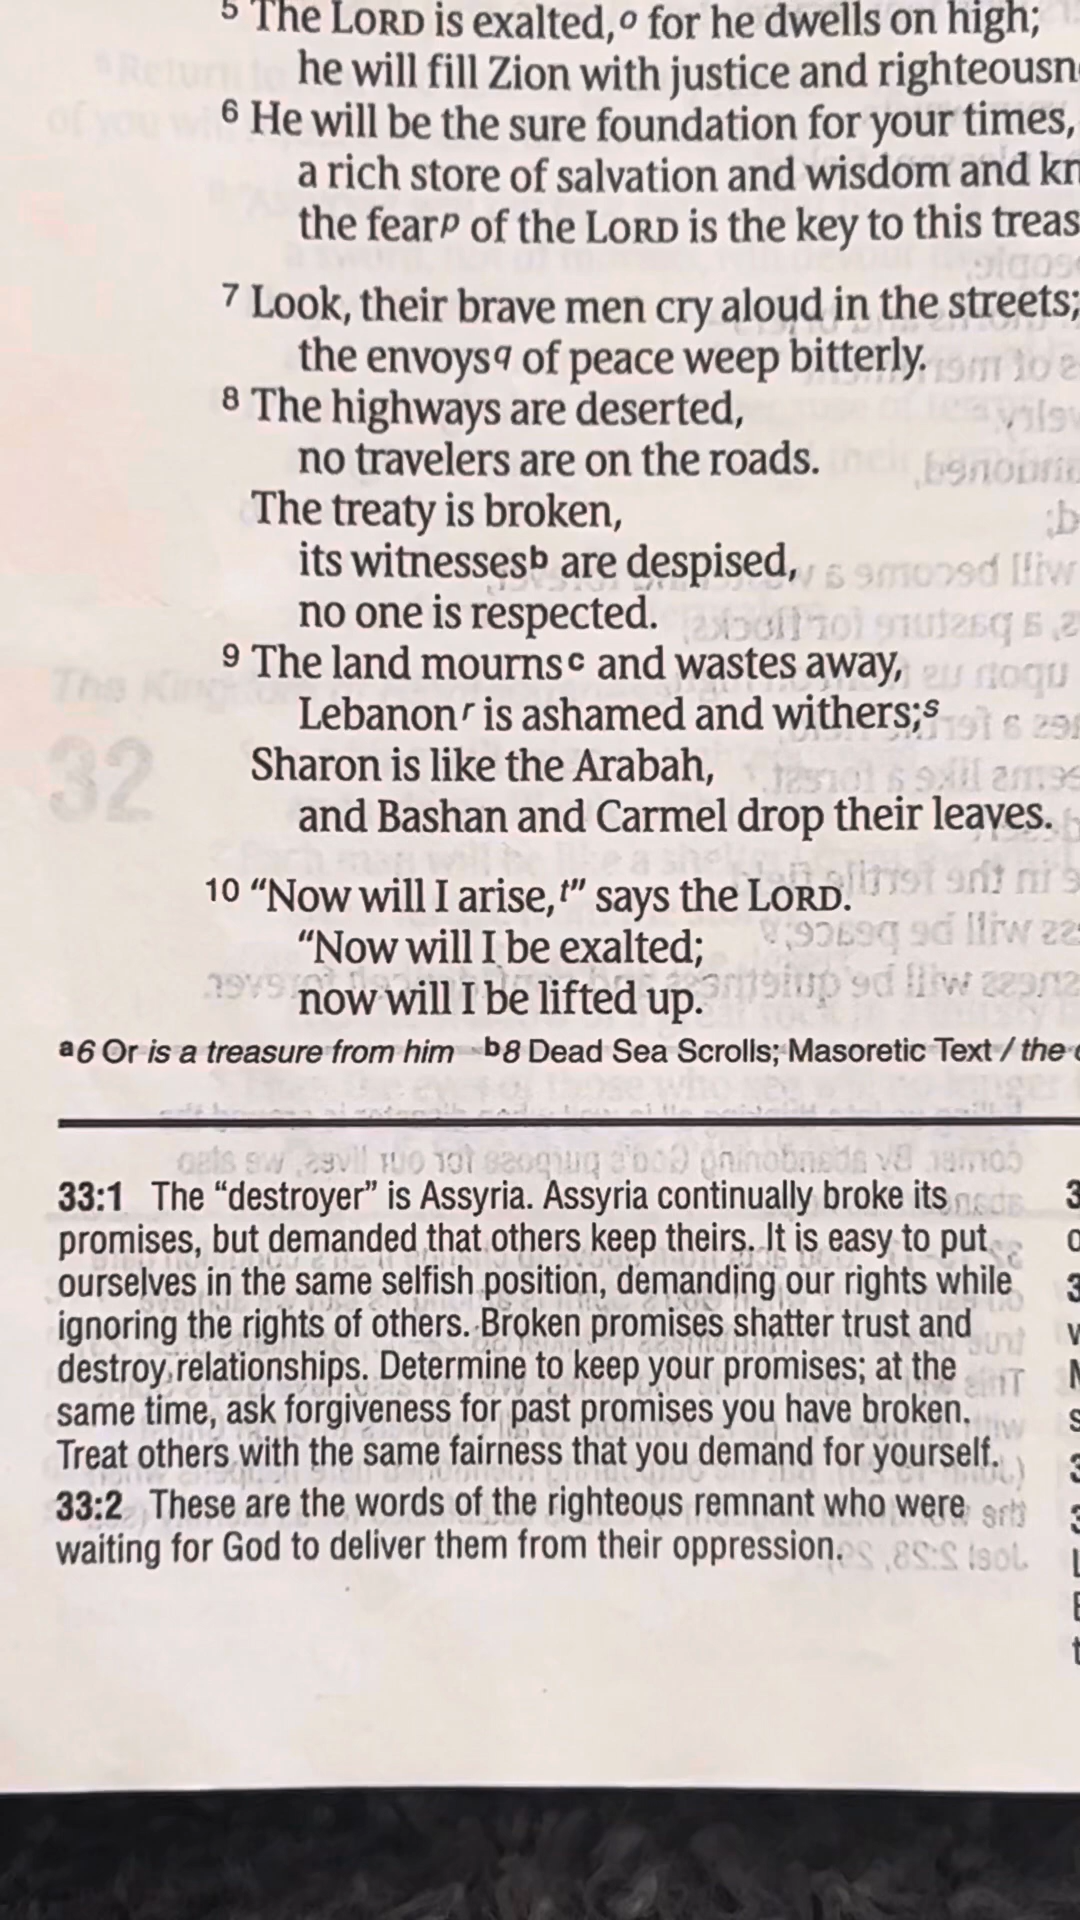 5 The LORD is exalted,o for he dwells on high;
he will fill Zion with justice and
6 He will be the sure foundation for your times,
a rich store of salvation and wisdom and
the fearp of the LORD is the key to this
7 Look, their brave men cry aloud in the streets;
the envoysq of peace weep bitterly.
8 The highways are deserted,
no travelers are on the roads.
The treaty is broken,
its witnessesb are despised,
no one is respected.
9 The land mournsc and wastes away,
Lebanonr is ashamed and withers;s
Sharon is like the Arabah,
and Bashan and Carmel drop their leaves.
10 “Now will I arise,t” says the LORD.
“Now will I be exalted;
now will I be lifted up.
a6 Or is a treasure from him b8 Dead Sea Scrolls; Masoretic Text / the
33:1 The “destroyer” is Assyria. Assyria continually broke its
promises, but demanded that others keep theirs. It is easy to put
ourselves in the same selfish position, demanding our rights while
ignoring the rights of others. Broken promises shatter trust and
destroy relationships. Determine to keep your promises; at the
same time, ask forgiveness for past promises you have broken.
Treat others with the same fairness that you demand for yourself.
33:2 These are the words of the righteous remnant who were
waiting for God to deliver them from their oppression.